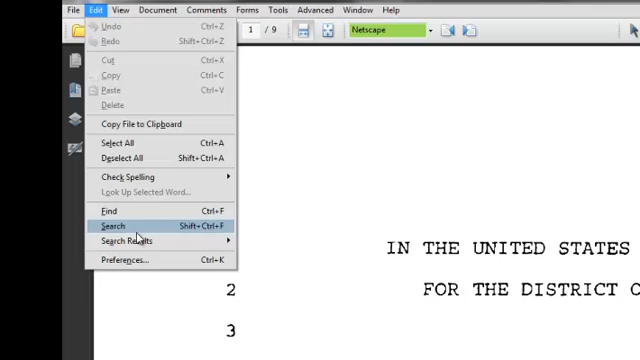 File Edit View Document Comments Forms Tools Advanced Window Help
1 / 9 Netscape
Undo Ctrl+Z
Redo Shift+Ctrl+Z
Cut Ctrl+X
Copy Ctrl+C
Paste Ctrl+V
Delete
Copy File to Clipboard
Select All Ctrl+A
Deselect All Shift+Ctrl+A
Check Spelling
Look Up Selected Word...
Find Ctrl+F
Search Shift+Ctrl+F
Search Results
Preferences... Ctrl+K
IN THE UNITED STATES
2 FOR THE DISTRICT C
3